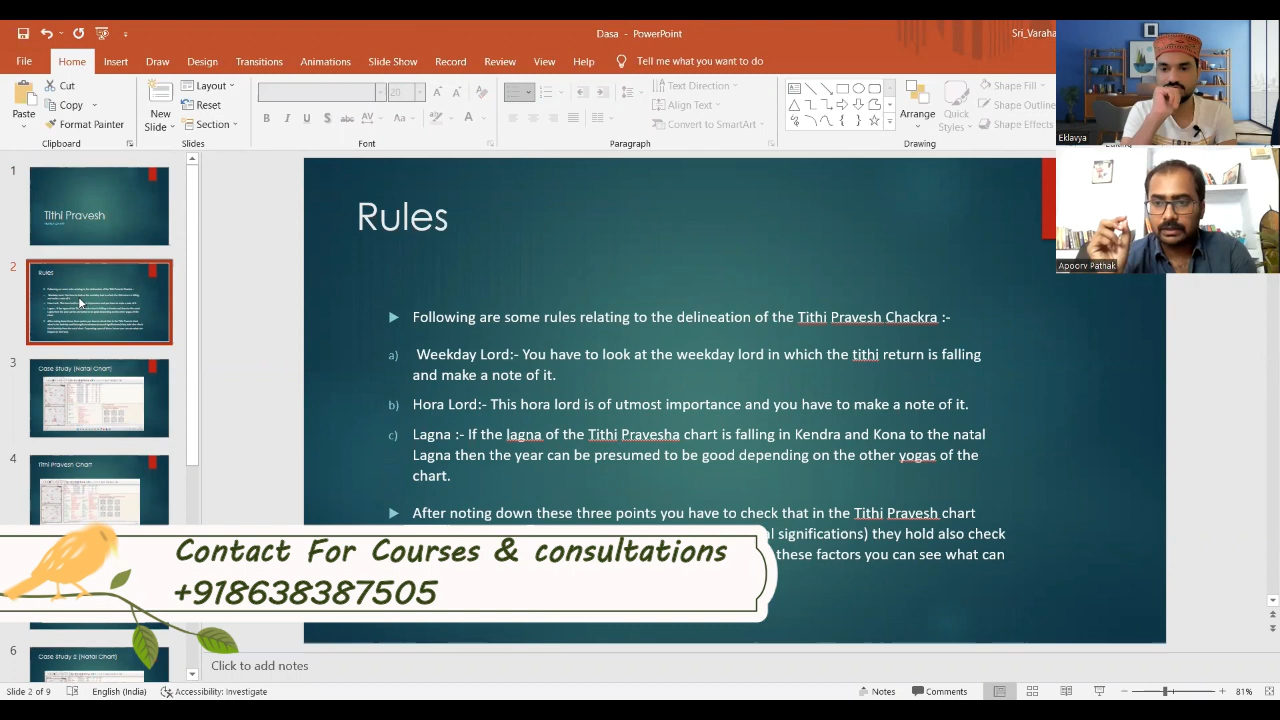 Dasa - PowerPoint
Sri_Varaha
File Home Insert Draw Design Transitions Animations Slide Show Record Review View Help Tell me what you want to do
Paste
Cut
Copy
Format Painter
Clipboard
New Slide
Layout
Reset
Section
Slides
20
Font
Text Direction
Align Text
Convert to SmartArt
Paragraph
Arrange
Quick Styles
Shape Fill
Shape Outline
Shape Effects
Drawing
Editing
Eklavya
Apoorv Pathak
1
Tithi Pravesh
2
Rules
3
Case Study (Natal Chart)
4
Tithi Pravesh Chart
6
Case Study 2 (Natal Chart)
Rules
Following are some rules relating to the delineation of the Tithi Pravesh Chackra :-
a) Weekday Lord:- You have to look at the weekday lord in which the tithi return is falling
and make a note of it.
b) Hora Lord:- This hora lord is of utmost importance and you have to make a note of it.
c) Lagna :- If the lagna of the Tithi Pravesha chart is falling in Kendra and Kona to the natal
Lagna then the year can be presumed to be good depending on the other yogas of the
chart.
After noting down these three points you have to check that in the Tithi Pravesh chart
significations) they hold also check
these factors you can see what can
Contact For Courses & consultations
+918638387505
Click to add notes
Slide 2 of 9 English (India) Accessibility: Investigate Notes Comments 81%